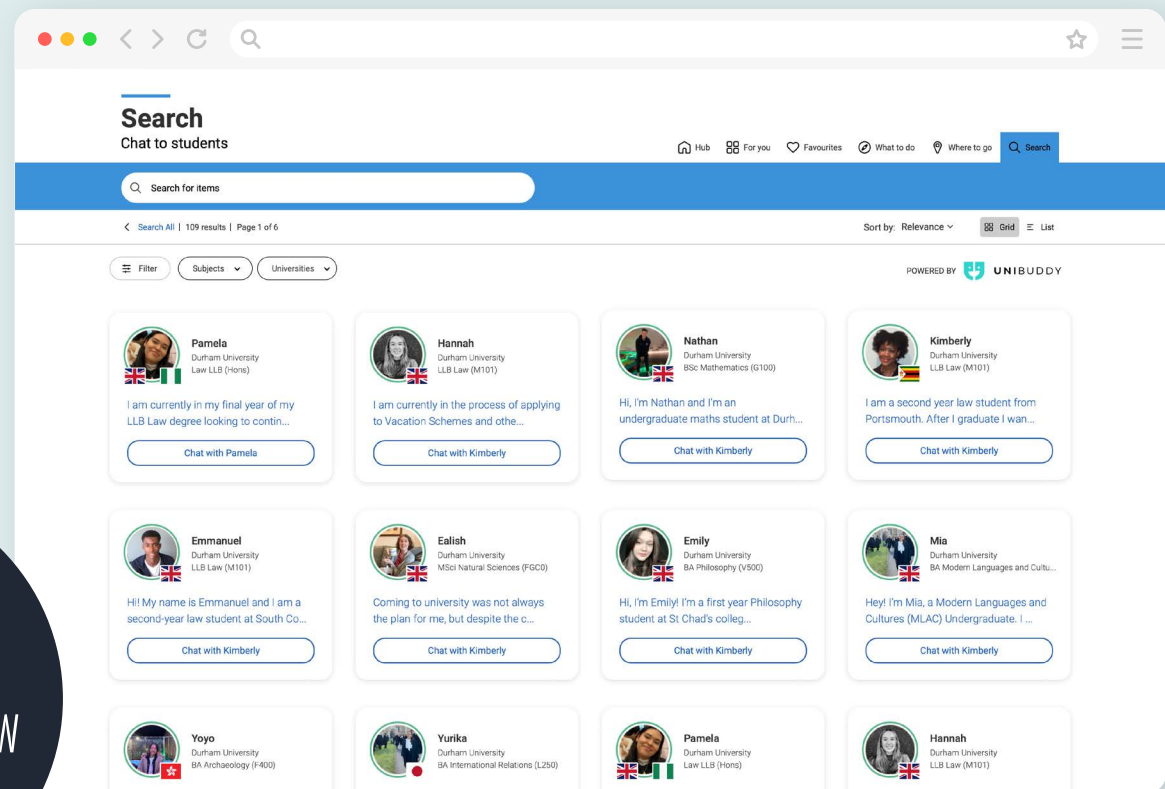 Search
Chat to students
Hub For you Favourites What to do Where to go Search
Search for items
Search All | 109 results | Page 1 of 6
Sort by: Relevance Grid List
Filter Subjects Universities
POWERED BY UNIBUDDY
Pamela
Durham University
Law LLB (Hons)
I am currently in my final year of my
LLB Law degree looking to contin...
Chat with Pamela
Hannah
Durham University
LLB Law (M101)
I am currently in the process of applying
to Vacation Schemes and othe...
Chat with Kimberly
Nathan
Durham University
BSc Mathematics (G100)
Hi, I'm Nathan and I'm an
undergraduate maths student at Durh...
Chat with Kimberly
Kimberly
Durham University
LLB Law (M101)
I am a second year law student from
Portsmouth. After I graduate I wan...
Chat with Kimberly
Emmanuel
Durham University
LLB Law (M101)
Hi! My name is Emmanuel and I am a
second-year law student at South Co...
Chat with Kimberly
Ealish
Durham University
MSci Natural Sciences (FGC0)
Coming to university was not always
the plan for me, but despite the c...
Chat with Kimberly
Emily
Durham University
BA Philosophy (V500)
Hi, I'm Emily! I'm a first year Philosophy
student at St Chad's colleg...
Chat with Kimberly
Mia
Durham University
BA Modern Languages and Cultu...
Hey! I'm Mia, a Modern Languages and
Cultures (MLAC) Undergraduate. I ...
Chat with Kimberly
Yoyo
Durham University
BA Archaeology (F400)
Yurika
Durham University
BA International Relations (L250)
Pamela
Durham University
Law LLB (Hons)
Hannah
Durham University
LLB Law (M101)
W